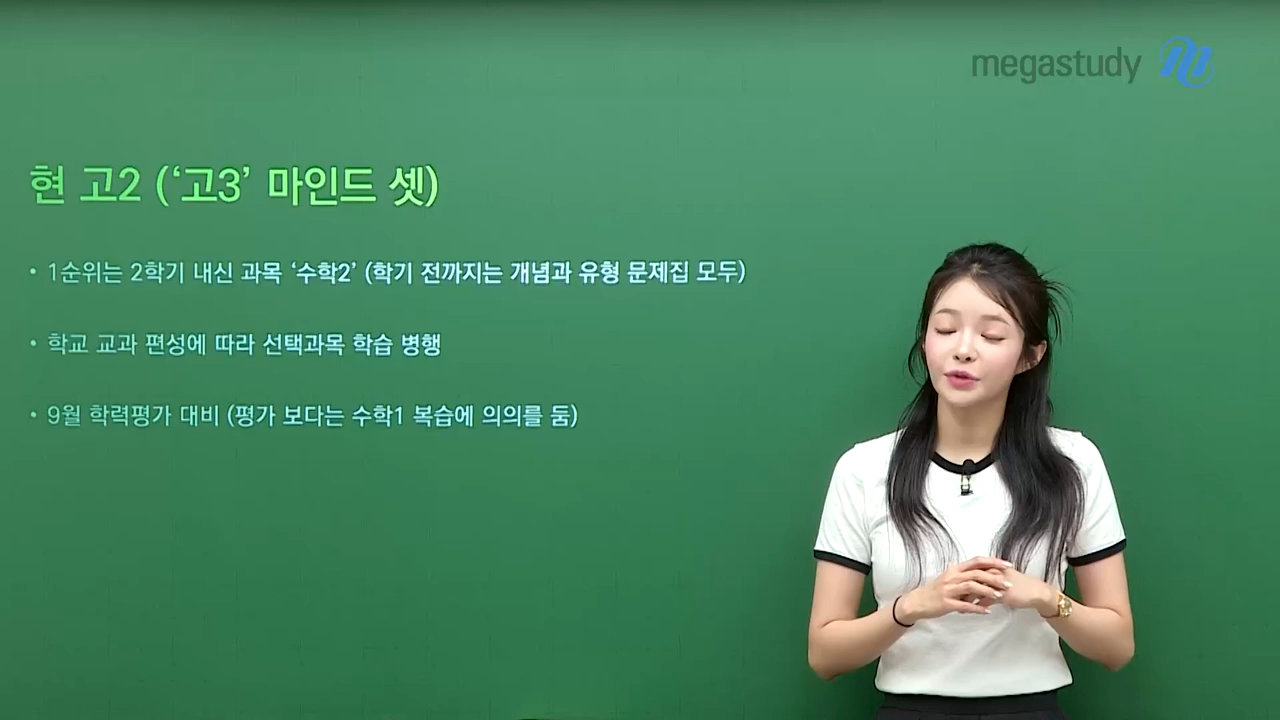 megastudy
현 고2 (‘고3’ 마인드 셋)
• 1순위는 2학기 내신 과목 ‘수학2’ (학기 전까지는 개념과 유형 문제집 모두)
• 학교 교과 편성에 따라 선택과목 학습 병행
• 9월 학력평가 대비 (평가 보다는 수학1 복습에 의의를 둠)